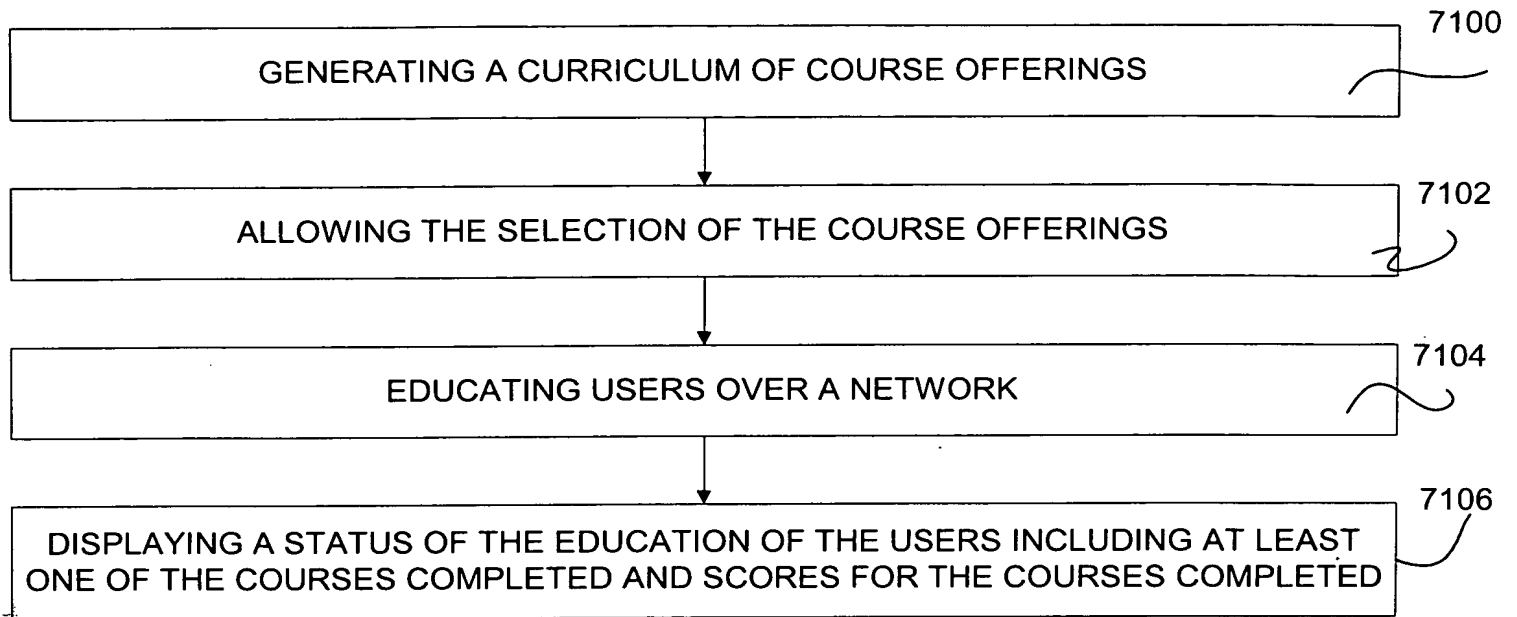 7100
GENERATING A CURRICULUM OF COURSE OFFERINGS
7102
ALLOWING THE SELECTION OF THE COURSE OFFERINGS
7104
EDUCATING USERS OVER A NETWORK
7106
DISPLAYING A STATUS OF THE EDUCATION OF THE USERS INCLUDING AT LEAST
ONE OF THE COURSES COMPLETED AND SCORES FOR THE COURSES COMPLETED